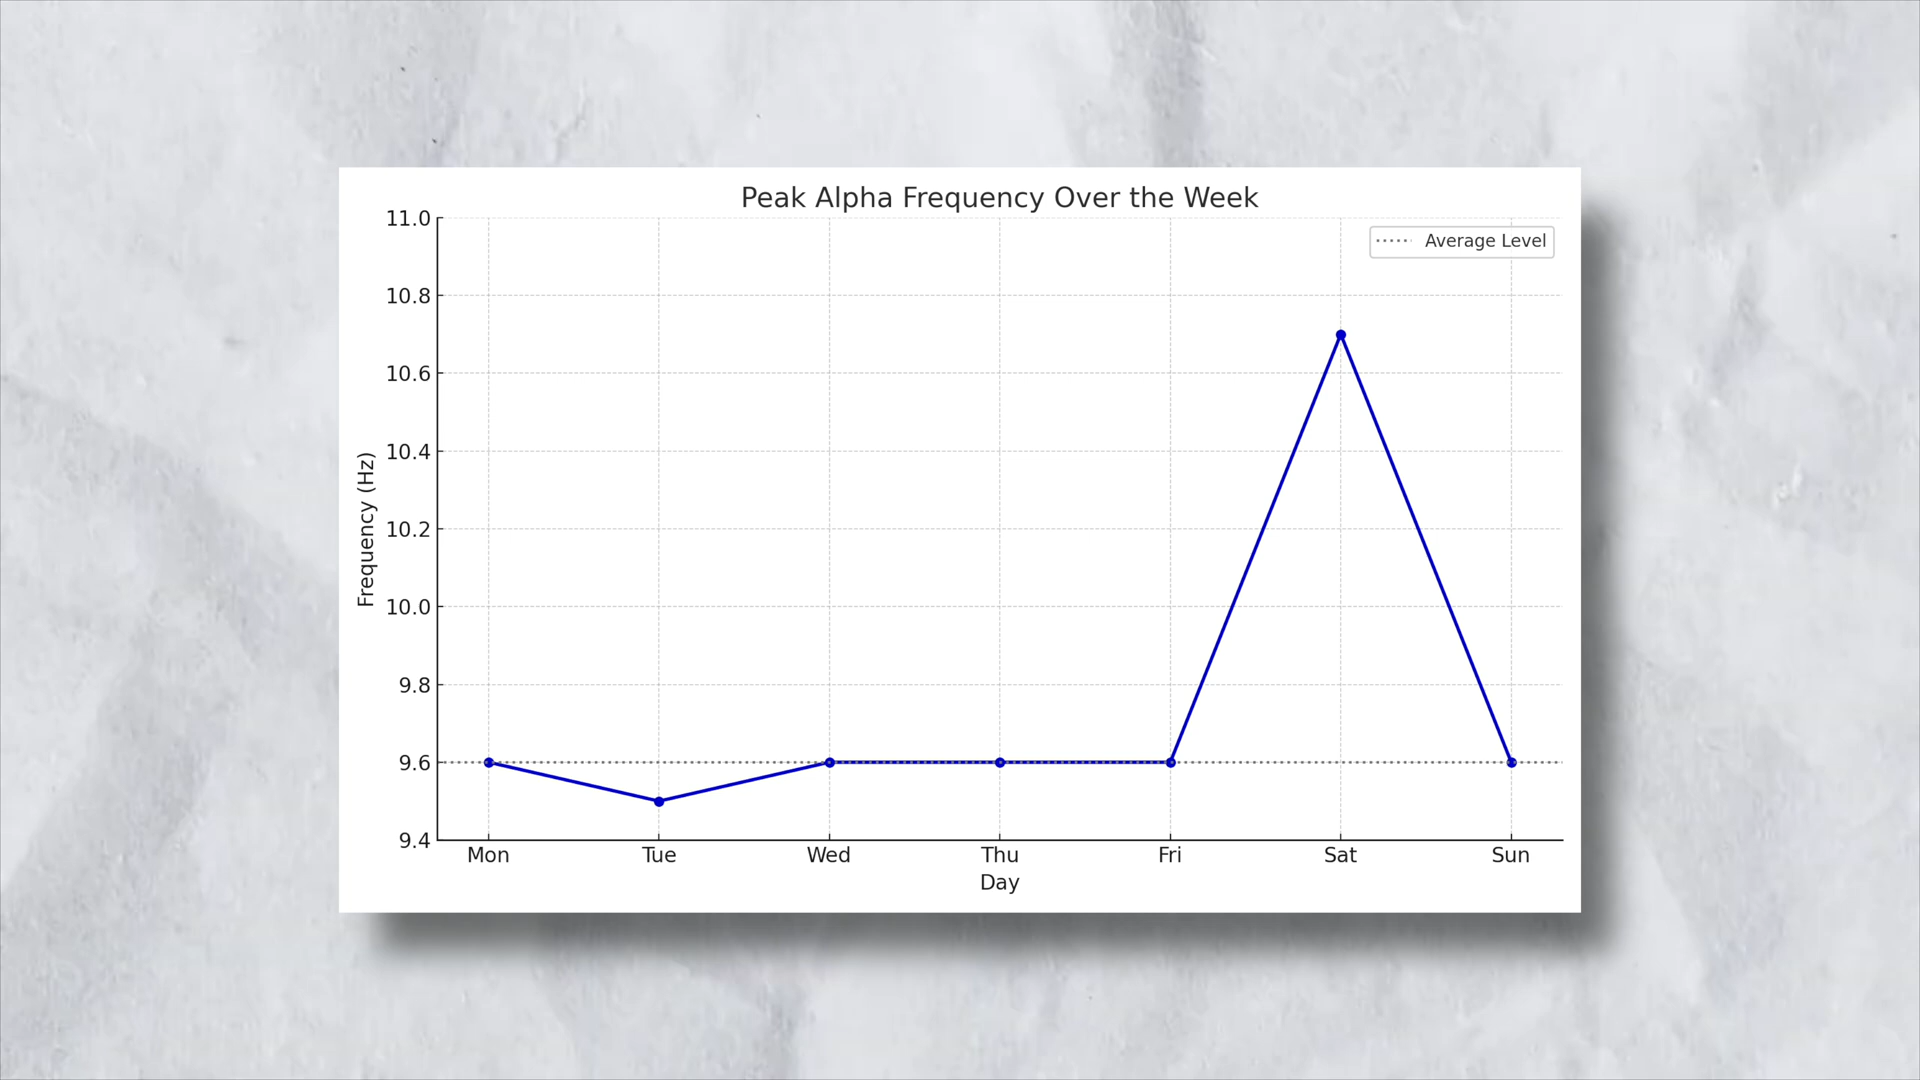 Peak Alpha Frequency Over the Week
Average Level
11.0
10.8
10.6
10.4
10.2
10.0
9.8
9.6
9.4
Frequency (Hz)
Mon Tue Wed Thu Fri Sat Sun
Day